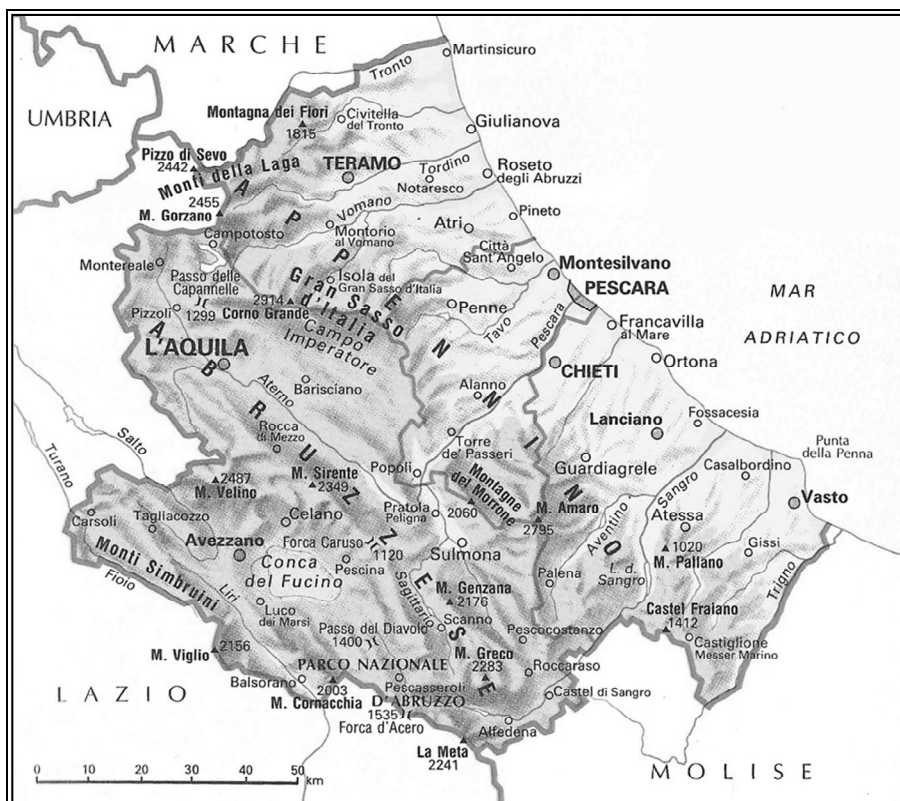 MARCHE
Martinsicuro
Tronto
UMBRIA
Montagna dei Fiori
1815
Civitella
del Tronto
Giulianova
Pizzo di Sevo
2442
Monti della Laga
TERAMO
Tordino
Notaresco
Roseto
degli Abruzzi
2455
M. Gorzano
Vomano
Montorio
al Vomano
Atri
Pineto
Campotosto
Città
Sant'Angelo
Montereale
Passo delle
Capannelle
1299
Isola del
Gran Sasso d'Italia
Gran Sasso
d'Italia
2914
Corno Grande
Campo
Imperatore
Penne
Tavo
Pescara
Montesilvano
PESCARA
MAR
ADRIATICO
Pizzoli
L'AQUILA
Francavilla
al Mare
Ortona
CHIETI
Aterno
Barisciano
Alanno
Lanciano
Fossacesia
Rocca
di Mezzo
Torre
de' Passeri
Guardiagrele
Casalbordino
Punta
della Penna
Salto
Turano
2487
M. Velino
M. Sirente
2349
Popoli
Montagne
del Morrone
2060
M. Amaro
2795
Sangro
Vasto
Carsoli
Tagliacozzo
Celano
Pratola
Peligna
Aventino
Atessa
1020
M. Pallano
Gissi
Avezzano
Forca Caruso
1120
Pescina
Sulmona
L. d.
Sangro
Trigno
Monti Simbruini
Fioio
Liri
Conca
del Fucino
Sagittario
M. Genzana
2176
Palena
Castel Fraiano
1412
Luco
dei Marsi
Scanno
Passo del Diavolo
1400
Pescocostanzo
Castiglione
Messer Marino
M. Viglio
2156
M. Greco
2283
Roccaraso
LAZIO
Balsorano
PARCO NAZIONALE
D'ABRUZZO
2003
M. Cornacchia
Pescasseroli
Castel di Sangro
1535
Forca d'Acero
Alfedena
La Meta
2241
MOLISE
APPENNINO
ABRUZZESE
0 10 20 30 40 50 km